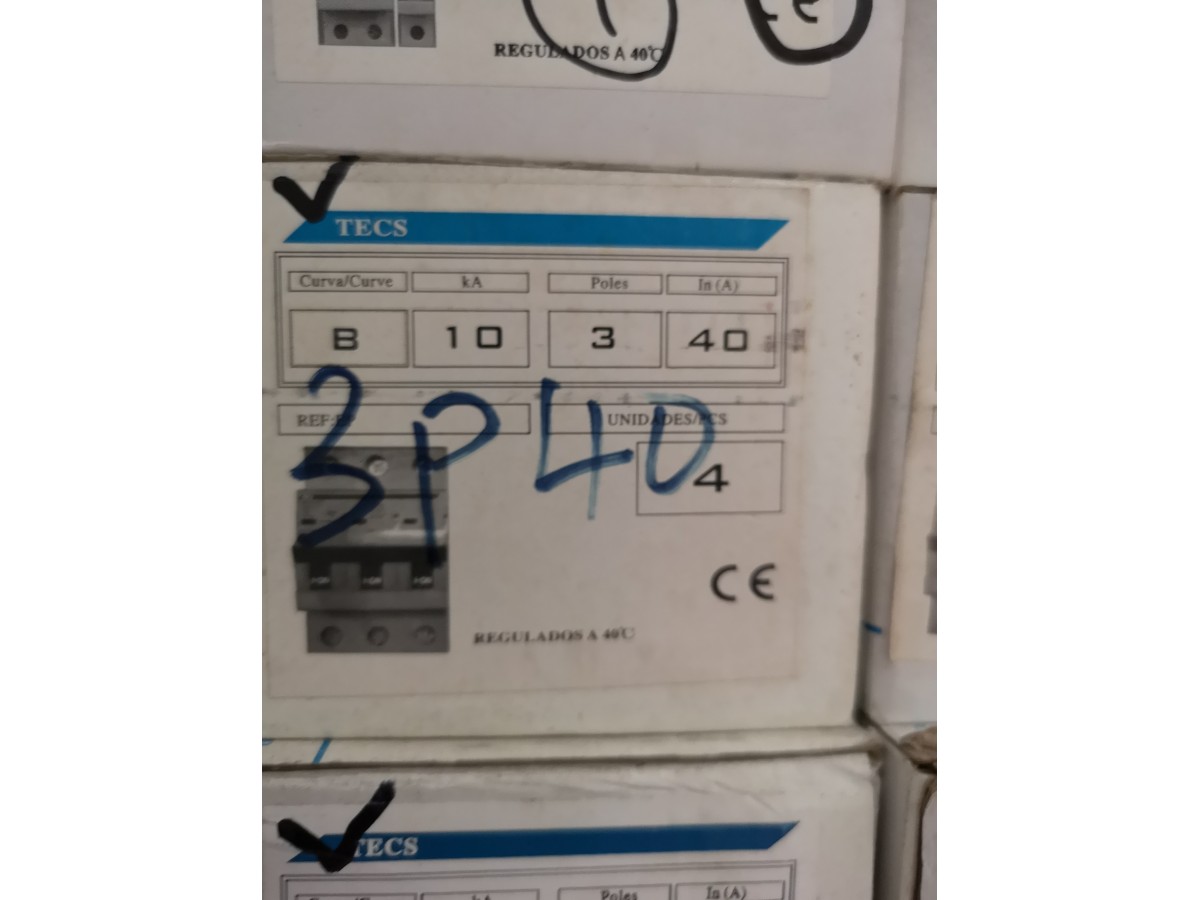 REGULADOS A 40℃
TECS
Curva/Curve kA Poles In (A)
B 10 3 40
3P40
REF: UNIDADES/PCS
4
CE
REGULADOS A 40℃
TECS
Poles In (A)